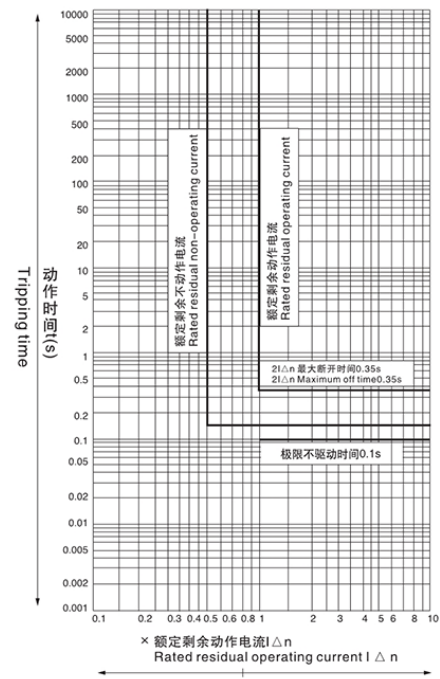 10000
5000
2000
1000
500
200
100
50
20
10
5
2
1
0.5
0.2
0.1
0.05
0.02
0.01
0.005
0.002
0.001
动作时间t(s)
Tripping time
额定剩余不动作电流
Rated residual non-operating current
额定剩余动作电流
Rated residual operating current
2I△n 最大断开时间0.35s
2I△n Maximum off time0.35s
极限不驱动时间0.1s
0.1 0.2 0.3 0.4 0.5 0.6 0.8 1 2 3 4 5 6 8 10
× 额定剩余动作电流I△n
Rated residual operating current I △ n